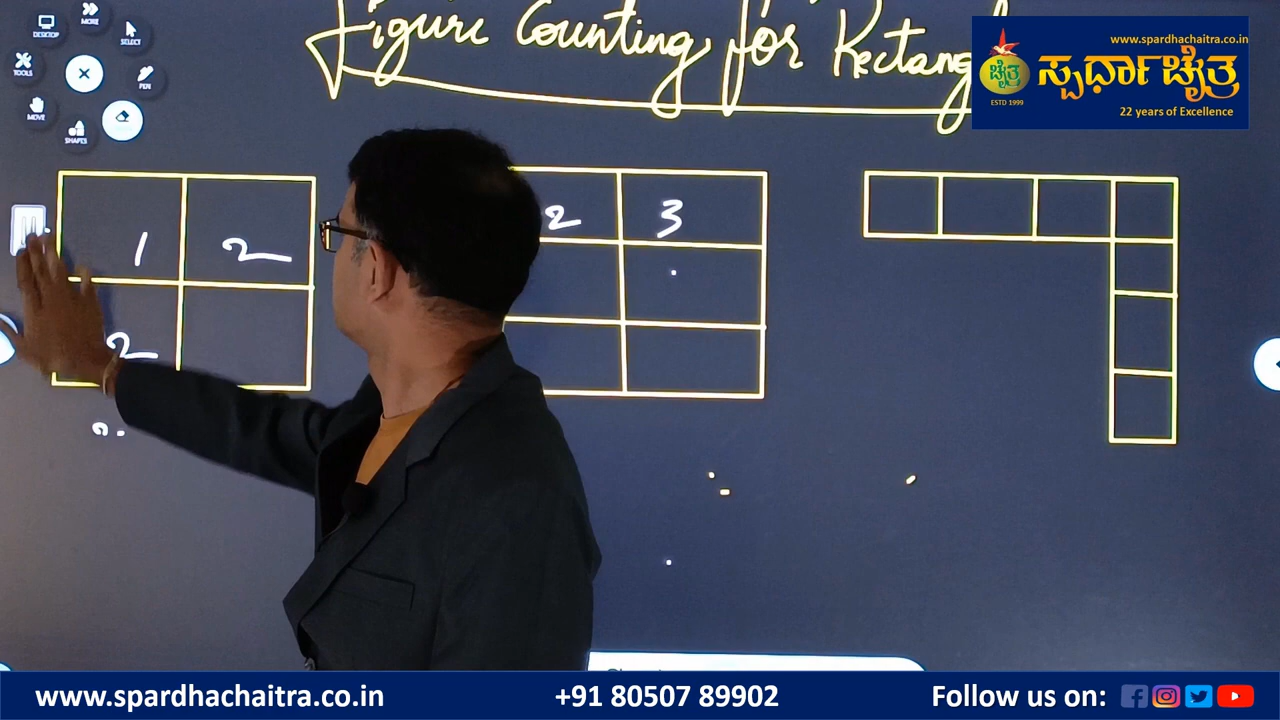 DESKTOP
MORE
SELECT
TOOLS
PEN
MOVE
SHAPES
Figure Counting for Rectang
www.spardhachaitra.co.in
ಚೈತ್ರ
ಸ್ಪರ್ಧಾಚೈತ್ರ
ESTD 1999
22 years of Excellence
1 2
2
2 3
www.spardhachaitra.co.in
+91 80507 89902
Follow us on: